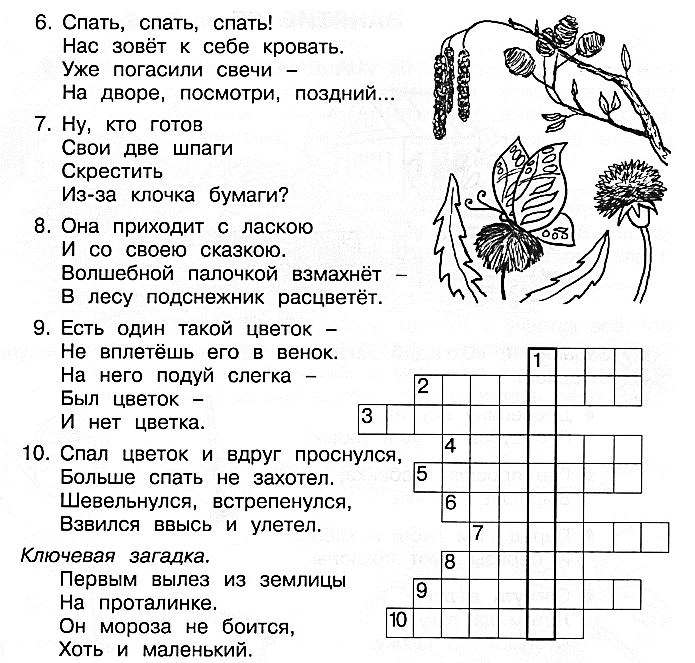 6. Спать, спать, спать!
Нас зовёт к себе кровать.
Уже погасили свечи –
На дворе, посмотри, поздний...
7. Ну, кто готов
Свои две шпаги
Скрестить
Из-за клочка бумаги?
8. Она приходит с ласкою
И со своею сказкою.
Волшебной палочкой взмахнёт –
В лесу подснежник расцветёт.
9. Есть один такой цветок –
Не вплетёшь его в венок.
На него подуй слегка –
Был цветок –
И нет цветка.
10. Спал цветок и вдруг проснулся,
Больше спать не захотел.
Шевельнулся, встрепенулся,
Взвился ввысь и улетел.
Ключевая загадка.
Первым вылез из землицы
На проталинке.
Он мороза не боится,
Хоть и маленький.
1
2
3
4
5
6
7
8
9
10